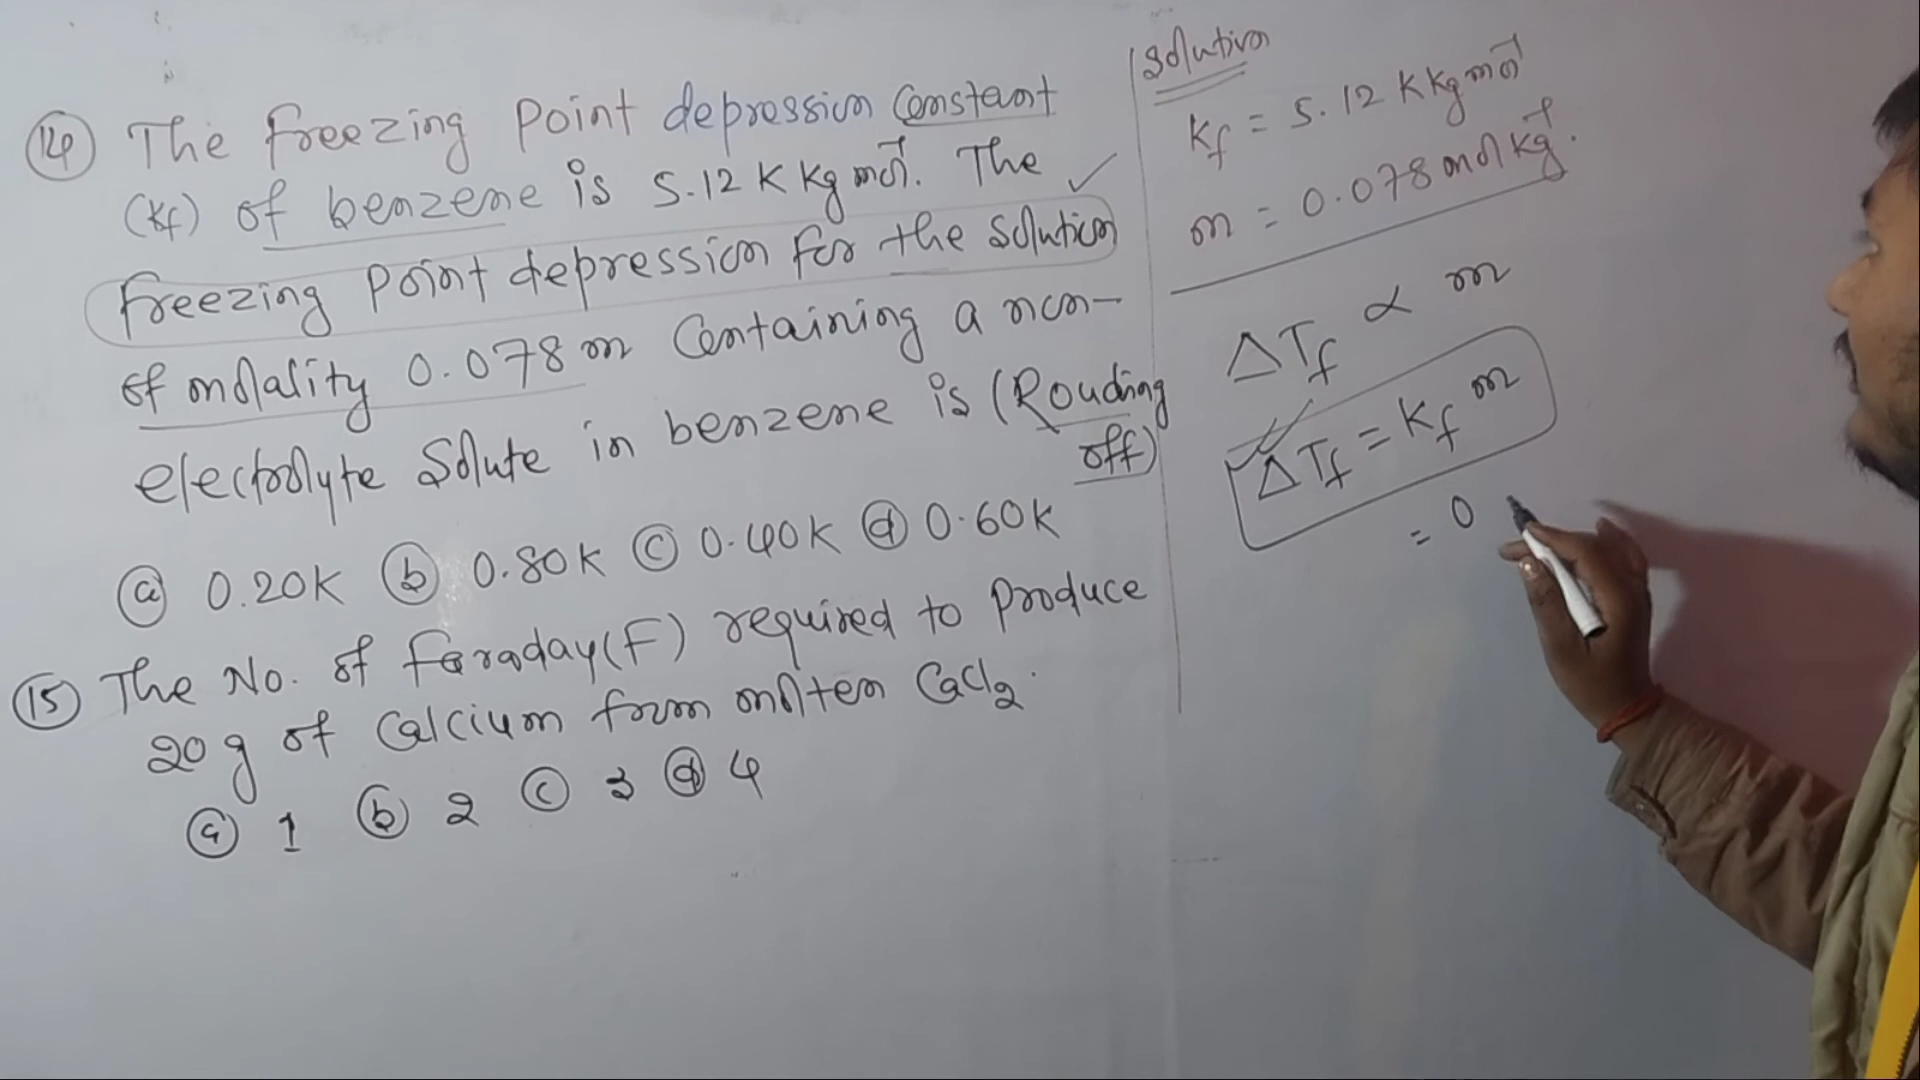 (14) The freezing point depression constant
(Kf) of benzene is 5.12 K Kg mol⁻¹. The
freezing point depression for the solution
of molality 0.078 m containing a non-
electrolyte solute in benzene is (Rouding
off)
(a) 0.20K (b) 0.80K (c) 0.40K (d) 0.60K
(15) The No. of Faraday(F) required to produce
20 g of calcium from molten CaCl₂.
(a) 1 (b) 2 (c) 3 (d) 4
Solution
Kf = 5.12 K Kg mol⁻¹
m = 0.078 mol kg⁻¹.
ΔTf ∝ m
ΔTf = Kf m
= 0